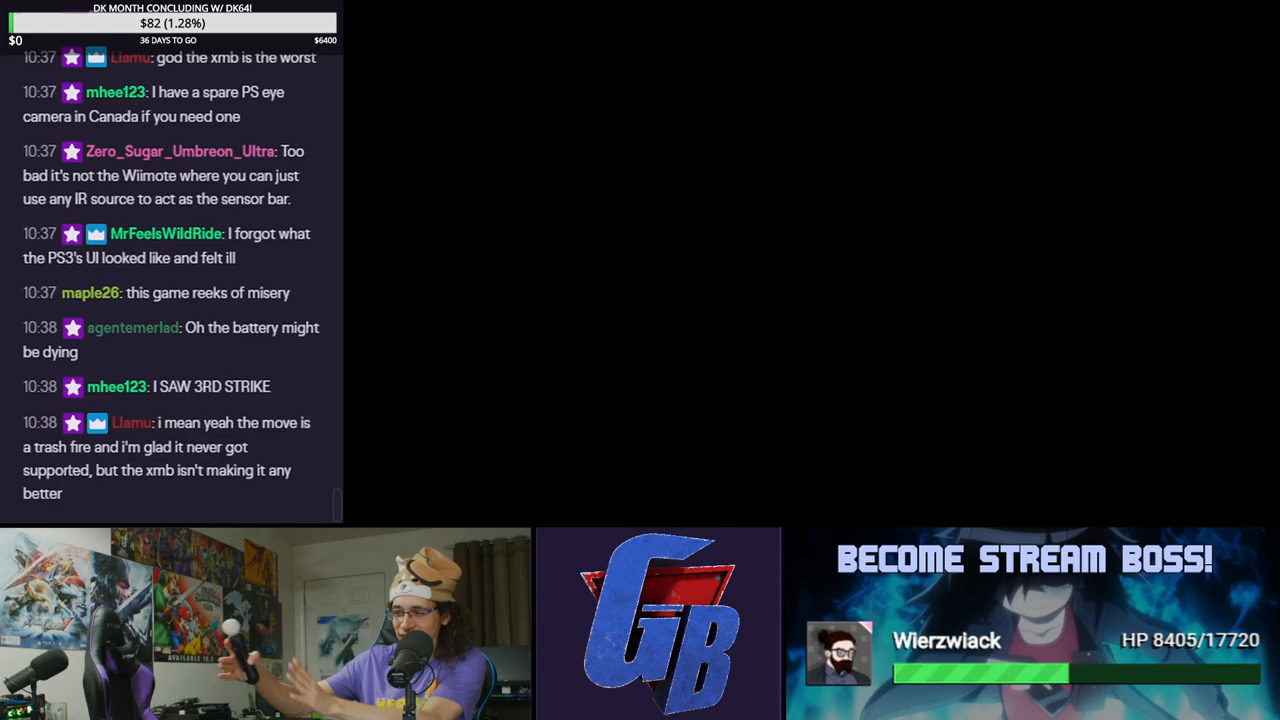 DK MONTH CONCLUDING W/ DK64!
$82 (1.28%)
$0 36 DAYS TO GO $6400
10:37 Llamu: god the xmb is the worst
10:37 mhee123: I have a spare PS eye
camera in Canada if you need one
10:37 Zero_Sugar_Umbreon_Ultra: Too
bad it's not the Wiimote where you can just
use any IR source to act as the sensor bar.
10:37 MrFeelsWildRide: I forgot what
the PS3's UI looked like and felt ill
10:37 maple26: this game reeks of misery
10:38 agentemerlad: Oh the battery might
be dying
10:38 mhee123: I SAW 3RD STRIKE
10:38 Llamu: i mean yeah the move is
a trash fire and i'm glad it never got
supported, but the xmb isn't making it any
better
AVAILABLE
GB
BECOME STREAM BOSS!
Wierzwiack HP 8405/17720